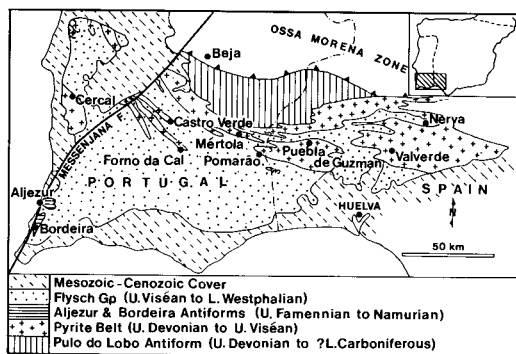 OSSA MORENA ZONE
Beja
Cercal
MESSENJANA F.
Castro Verde
Nerva
Mértola
Forno da Cal
Pomarão
Puebla
de Guzman
Valverde
PORTUGAL
SPAIN
Aljezur
HUELVA
N
Bordeira
50 km
Mesozoic-Cenozoic Cover
Flysch Gp (U. Viséan to L. Westphalian)
Aljezur & Bordeira Antiforms (U. Famennian to Namurian)
Pyrite Belt (U. Devonian to U. Viséan)
Pulo do Lobo Antiform (U. Devonian to ?L. Carboniferous)